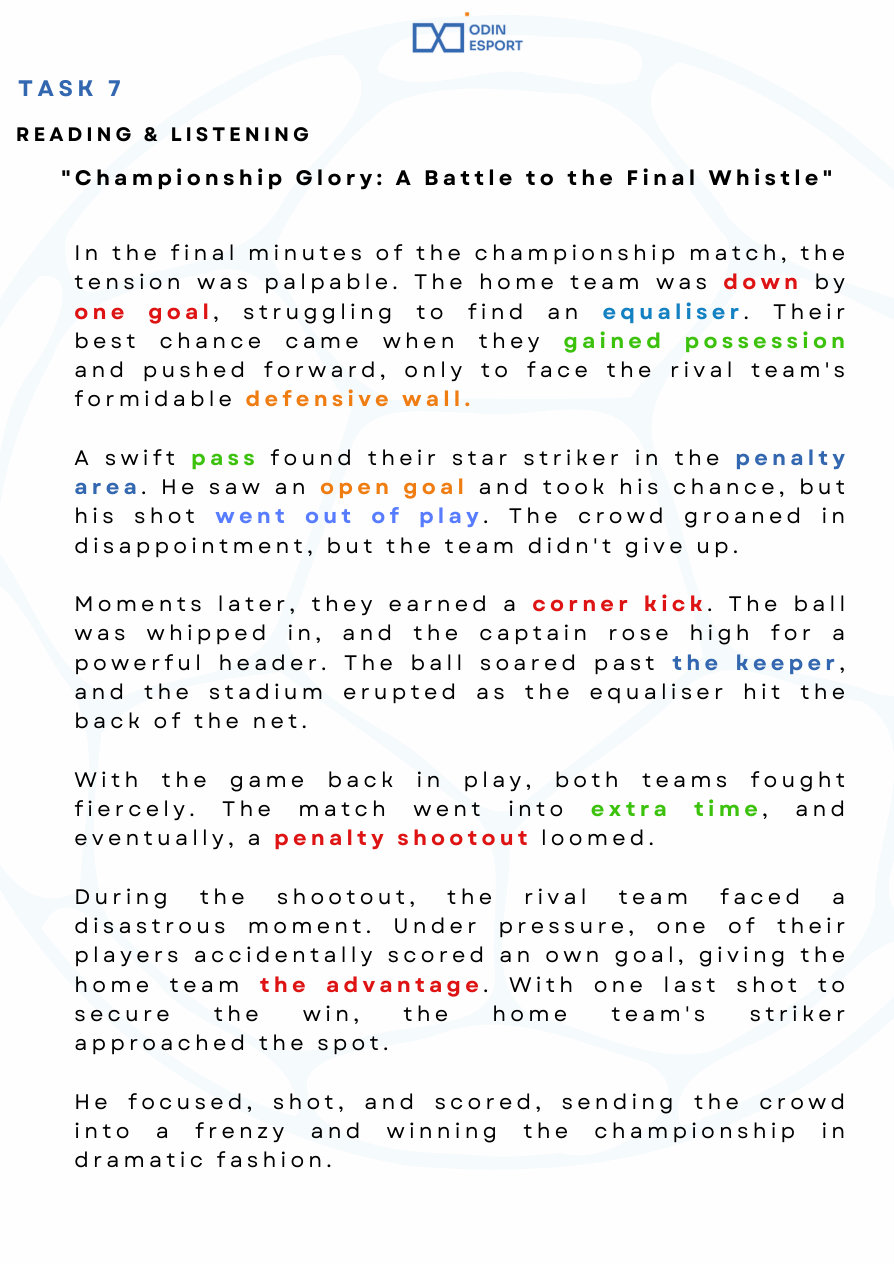 ODIN
ESPORT
TASK 7
READING & LISTENING
"Championship Glory: A Battle to the Final Whistle"
In the final minutes of the championship match, the
tension was palpable. The home team was down by
one goal, struggling to find an equaliser. Their
best chance came when they gained possession
and pushed forward, only to face the rival team's
formidable defensive wall.
A swift pass found their star striker in the penalty
area. He saw an open goal and took his chance, but
his shot went out of play. The crowd groaned in
disappointment, but the team didn't give up.
Moments later, they earned a corner kick. The ball
was whipped in, and the captain rose high for a
powerful header. The ball soared past the keeper,
and the stadium erupted as the equaliser hit the
back of the net.
With the game back in play, both teams fought
fiercely. The match went into extra time, and
eventually, a penalty shootout loomed.
During the shootout, the rival team faced a
disastrous moment. Under pressure, one of their
players accidentally scored an own goal, giving the
home team the advantage. With one last shot to
secure the win, the home team's striker
approached the spot.
He focused, shot, and scored, sending the crowd
into a frenzy and winning the championship in
dramatic fashion.